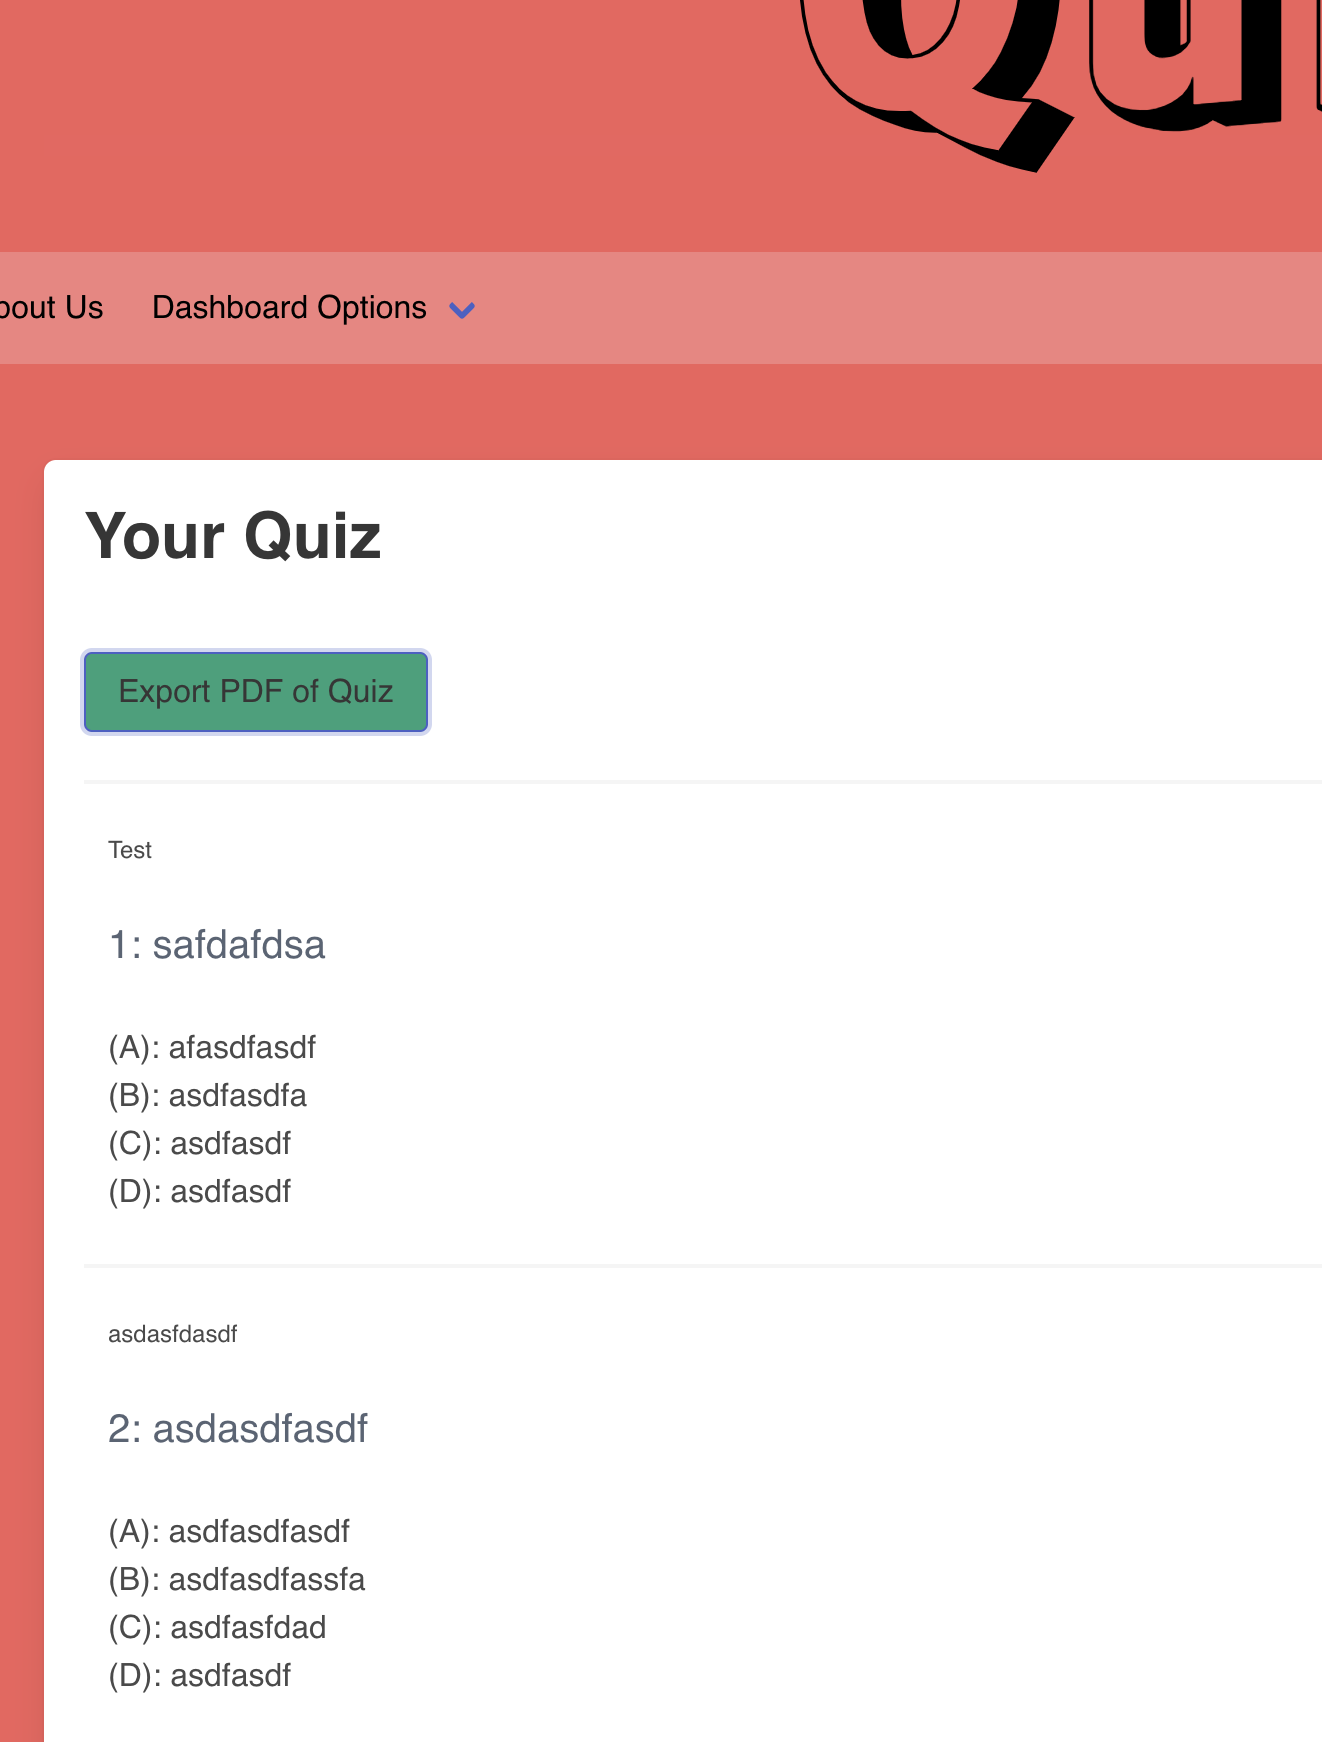 Qu
bout Us Dashboard Options
Your Quiz
Export PDF of Quiz
Test
1: safdafdsa
(A): afasdfasdf
(B): asdfasdfa
(C): asdfasdf
(D): asdfasdf
asdasfdasdf
2: asdasdfasdf
(A): asdfasdfasdf
(B): asdfasdfassfa
(C): asdfasfdad
(D): asdfasdf